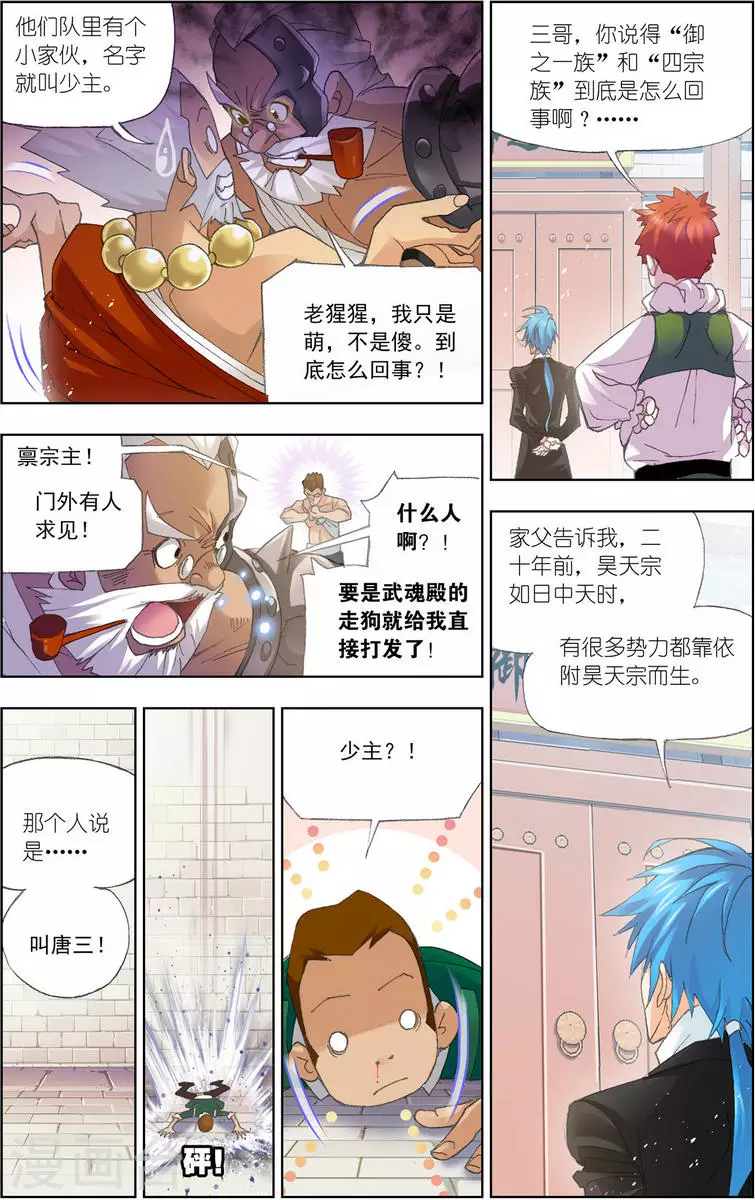 他们队里有个
小家伙，名字
就叫少主。
老猩猩，我只是
萌，不是傻。到
底怎么回事？！
禀宗主！
门外有人
求见！
什么人
啊？！
要是武魂殿的
走狗就给我直
接打发了！
那个人说
是……
叫唐三！
砰！
少主？！
三哥，你说得“御
之一族”和“四宗
族”到底是怎么回
事啊？……
家父告诉我，二
十年前，昊天宗
如日中天时，
有很多势力都靠依
附昊天宗而生。
御